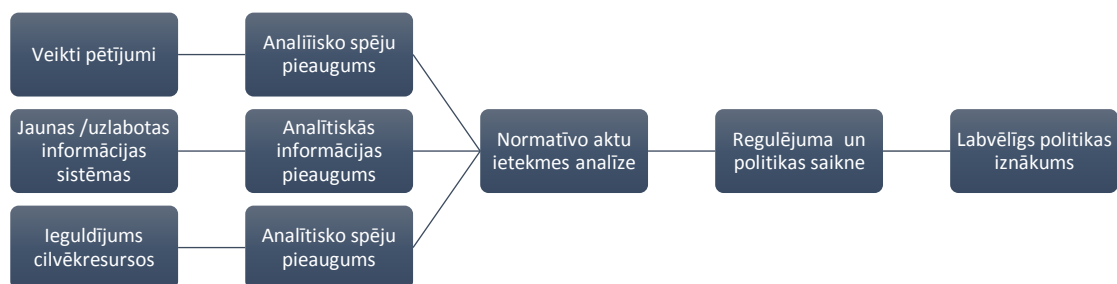 Veikti pētījumi
Analīīisko spēju
pieaugums
Jaunas /uzlabotas
informācijas
sistēmas
Analītiskās
informācijas
pieaugums
Ieguldījums
cilvēkresursos
Analītisko spēju
pieaugums
Normatīvo aktu
ietekmes analīze
Regulējuma un
politikas saikne
Labvēlīgs politikas
iznākums